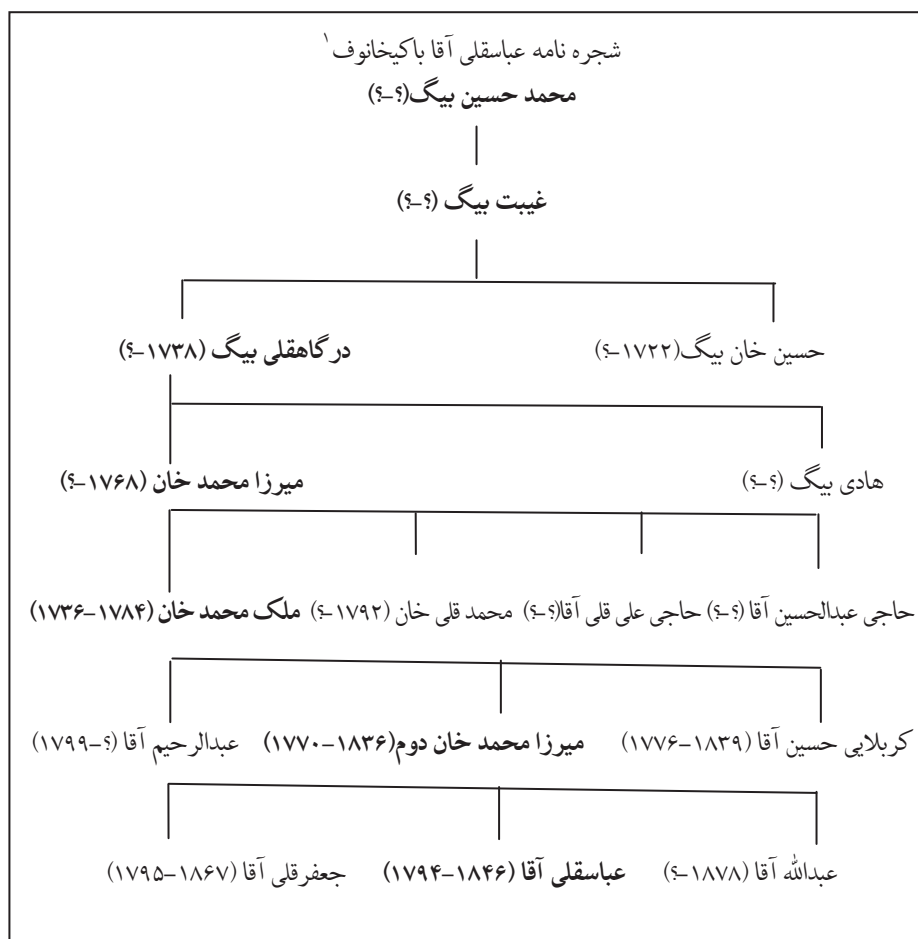 شجره نامه عباسقلی آقا باکیخانوف۱
محمد حسین بیگ(؟-؟)
غیبت بیگ (؟-؟)
حسین خان بیگ(۱۷۲۲-؟) درگاهقلی بیگ (۱۷۳۸-؟)
هادی بیگ (؟-؟) میرزا محمد خان (۱۷۶۸-؟)
حاجی عبدالحسین آقا (؟-؟) حاجی علی قلی آقا(؟-؟) محمد قلی خان (۱۷۹۲-؟) ملک محمد خان (۱۷۸۴-۱۷۳۶)
کربلایی حسین آقا (۱۸۳۹-۱۷۷۶) میرزا محمد خان دوم(۱۸۳۶-۱۷۷۰) عبدالرحیم آقا (؟-۱۷۹۹)
عبدالله آقا (۱۸۷۸-؟) عباسقلی آقا (۱۸۴۶-۱۷۹۴) جعفرقلی آقا (۱۸۶۷-۱۷۹۵)